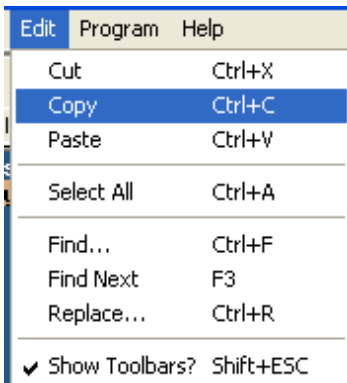 Edit Program Help
Cut Ctrl+X
Copy Ctrl+C
Paste Ctrl+V
Select All Ctrl+A
Find... Ctrl+F
Find Next F3
Replace... Ctrl+R
✔ Show Toolbars? Shift+ESC